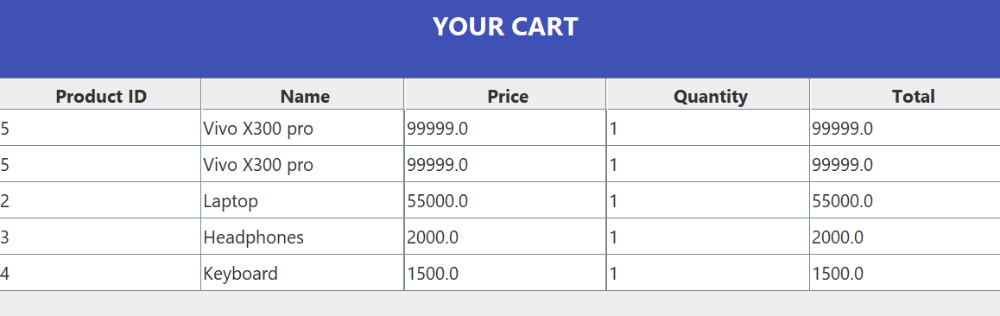 YOUR CART
Product ID Name Price Quantity Total
5 Vivo X300 pro 99999.0 1 99999.0
5 Vivo X300 pro 99999.0 1 99999.0
2 Laptop 55000.0 1 55000.0
3 Headphones 2000.0 1 2000.0
4 Keyboard 1500.0 1 1500.0